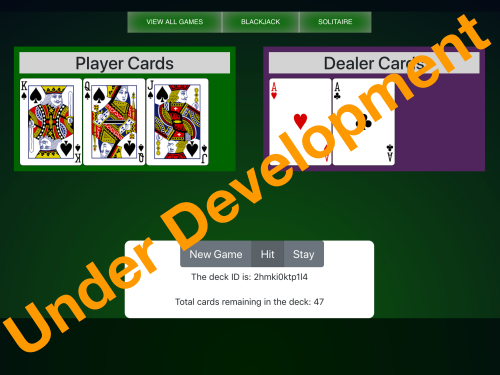 VIEW ALL GAMES BLACKJACK SOLITAIRE
Player Cards Dealer Cards
K Q J A A
K Q J A A
Under Development
New Game Hit Stay
The deck ID is: 2hmki0ktp1l4
Total cards remaining in the deck: 47